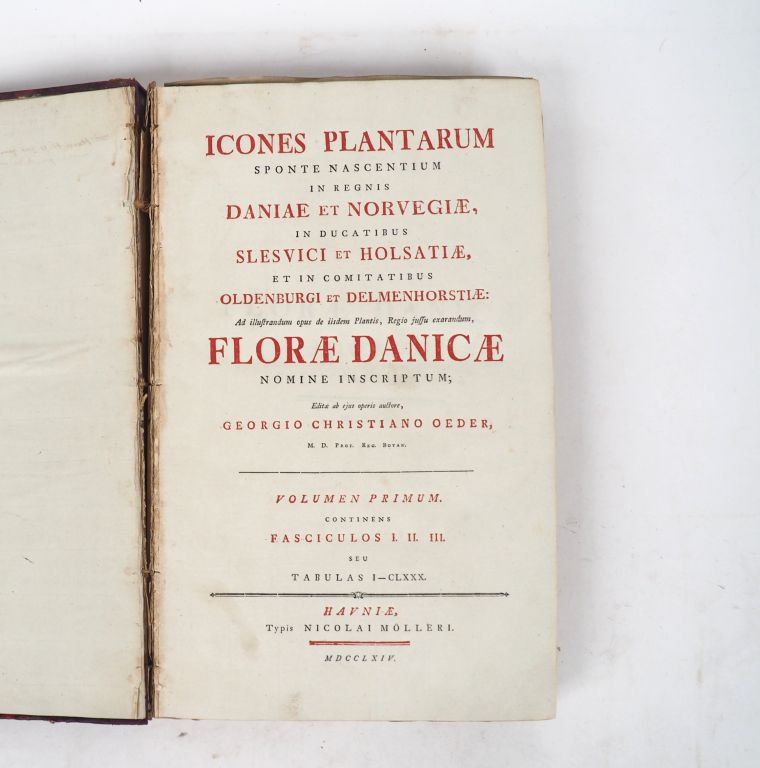 ICONES PLANTARUM
SPONTE NASCENTIUM
IN REGNIS
DANIAE ET NORVEGIÆ,
IN DUCATIBUS
SLESVICI ET HOLSATIÆ,
ET IN COMITATIBUS
OLDENBURGI ET DELMENHORSTIÆ:
Ad illuſtrandum opus de iisdem Plantis, Regio juſſu exarandum,
FLORÆ DANICÆ
NOMINE INSCRIPTUM;
Editæ ab ejus operis auctore,
GEORGIO CHRISTIANO OEDER,
M. D. PROF. REG. BOTAN.
VOLUMEN PRIMUM.
CONTINENS
FASCICULOS I. II. III.
SEU
TABULAS I—CLXXX.
HAVNIÆ,
Typis NICOLAI MÖLLERI.
MDCCLXIV.